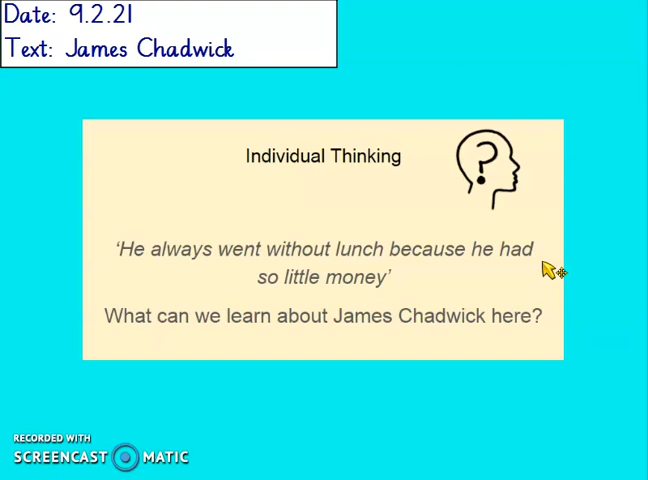 Date: 9.2.21
Text: James Chadwick
Individual Thinking
?
‘He always went without lunch because he had
so little money’
What can we learn about James Chadwick here?
RECORDED WITH
SCREENCAST MATIC